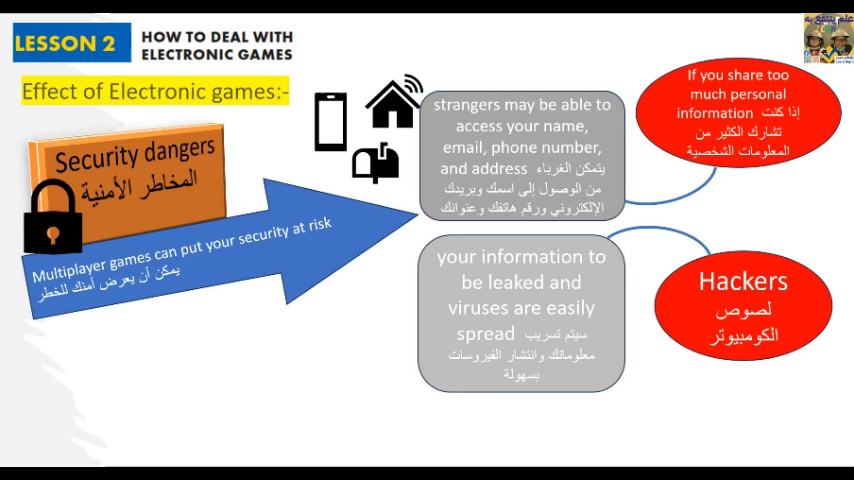 LESSON 2
HOW TO DEAL WITH
ELECTRONIC GAMES
علم ينتفع به
Effect of Electronic games:-
Security dangers
المخاطر الأمنية
Multiplayer games can put your security at risk
يمكن أن يعرض أمنك للخطر
strangers may be able to
access your name,
email, phone number,
and address يتمكن الغرباء
من الوصول إلى اسمك وبريدك
الإلكتروني ورقم هاتفك وعنوانك
If you share too
much personal
information إذا كنت
تشارك الكثير من
المعلومات الشخصية
your information to
be leaked and
viruses are easily
spread سيتم تسريب
معلوماتك وانتشار الفيروسات
بسهولة
Hackers
لصوص
الكومبيوتر